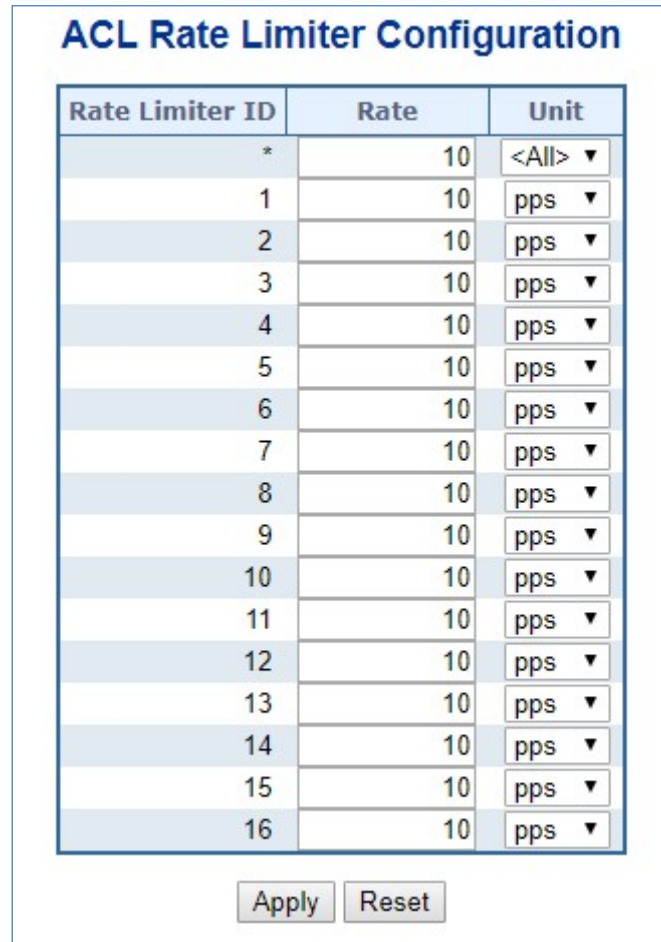 ACL Rate Limiter Configuration
Rate Limiter ID Rate Unit
* 10 <All>
1 10 pps
2 10 pps
3 10 pps
4 10 pps
5 10 pps
6 10 pps
7 10 pps
8 10 pps
9 10 pps
10 10 pps
11 10 pps
12 10 pps
13 10 pps
14 10 pps
15 10 pps
16 10 pps
Apply Reset